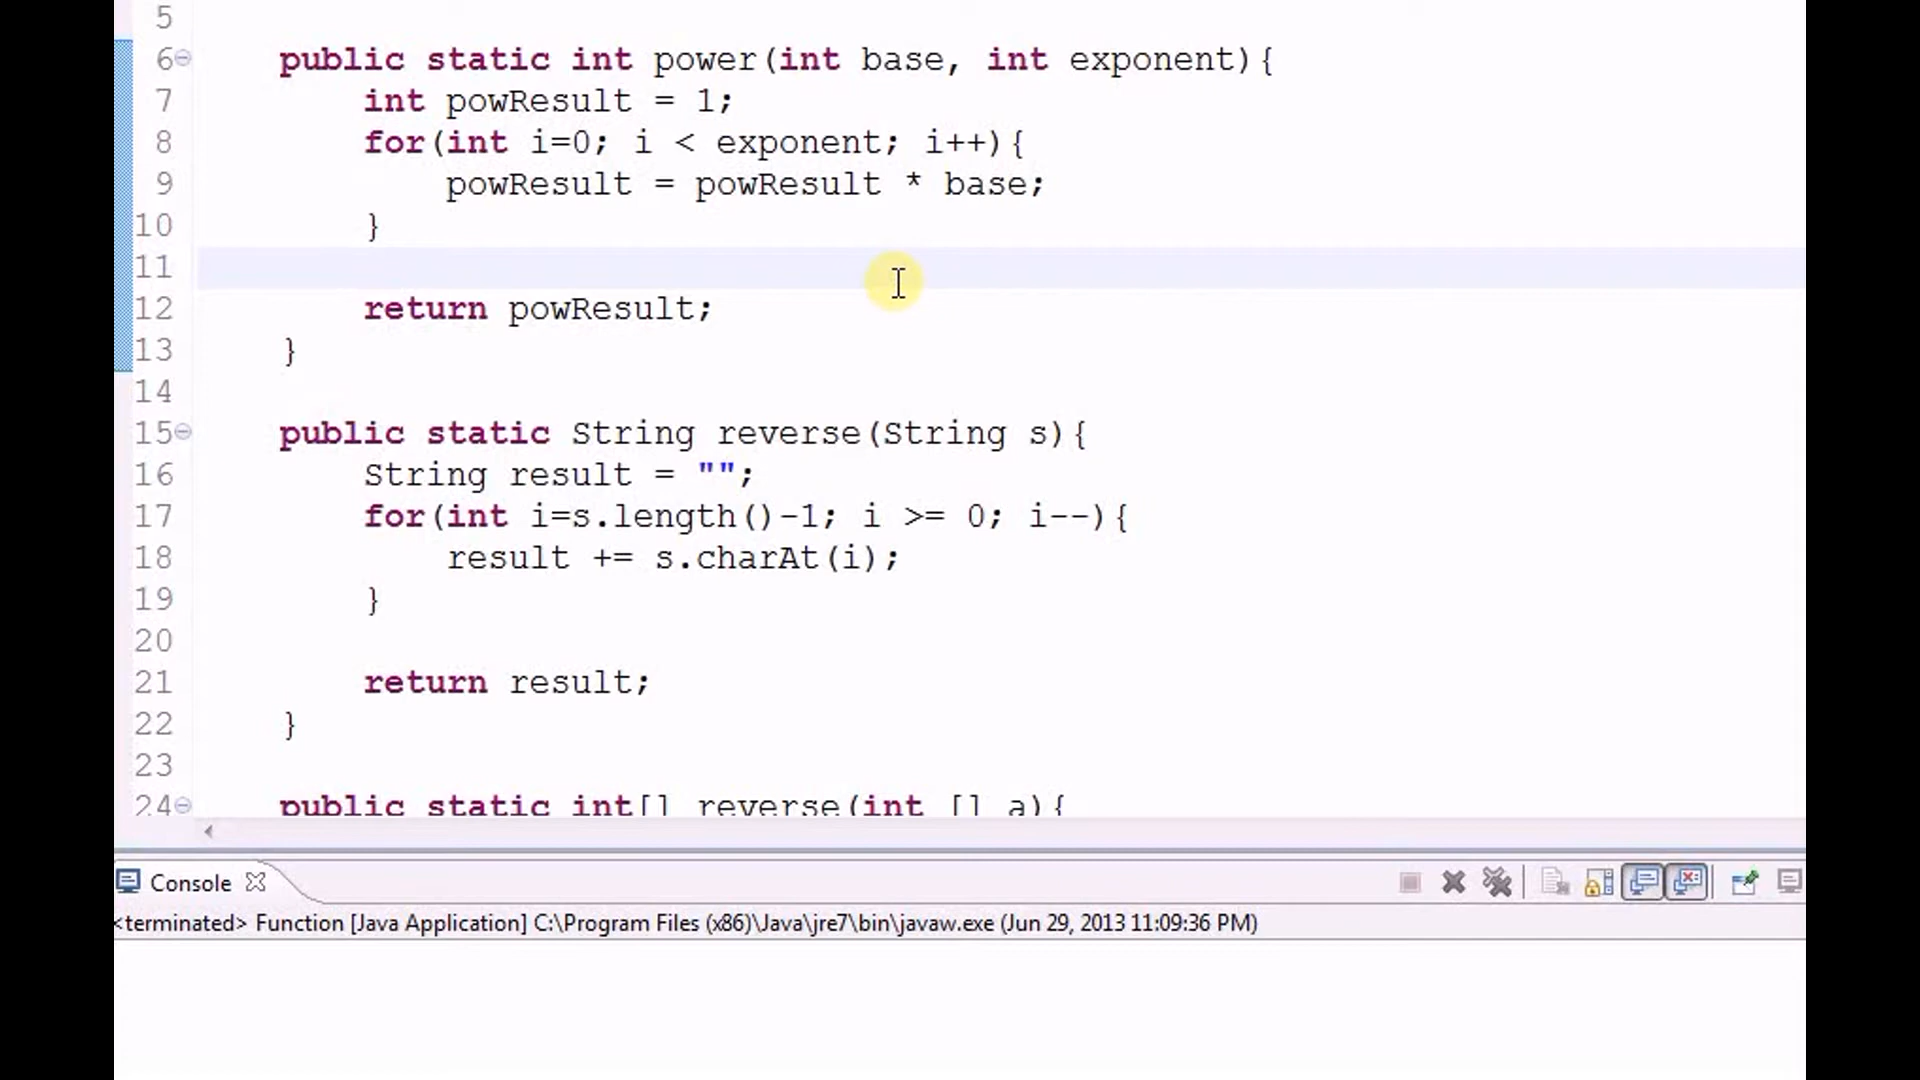 5
6 public static int power(int base, int exponent){
7 int powResult = 1;
8 for(int i=0; i < exponent; i++){
9 powResult = powResult * base;
10 }
11
12 return powResult;
13 }
14
15 public static String reverse(String s){
16 String result = "";
17 for(int i=s.length()-1; i >= 0; i--){
18 result += s.charAt(i);
19 }
20
21 return result;
22 }
23
24 public static int[] reverse(int [] a){
Console
<terminated> Function [Java Application] C:\Program Files (x86)\Java\jre7\bin\javaw.exe (Jun 29, 2013 11:09:36 PM)